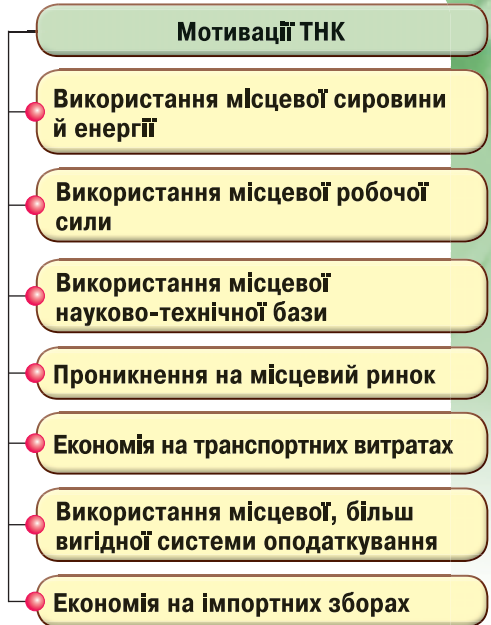 Мотивації ТНК
Використання місцевої сировини
й енергії
Використання місцевої робочої
сили
Використання місцевої
науково-технічної бази
Проникнення на місцевий ринок
Економія на транспортних витратах
Використання місцевої, більш
вигідної системи оподаткування
Економія на імпортних зборах